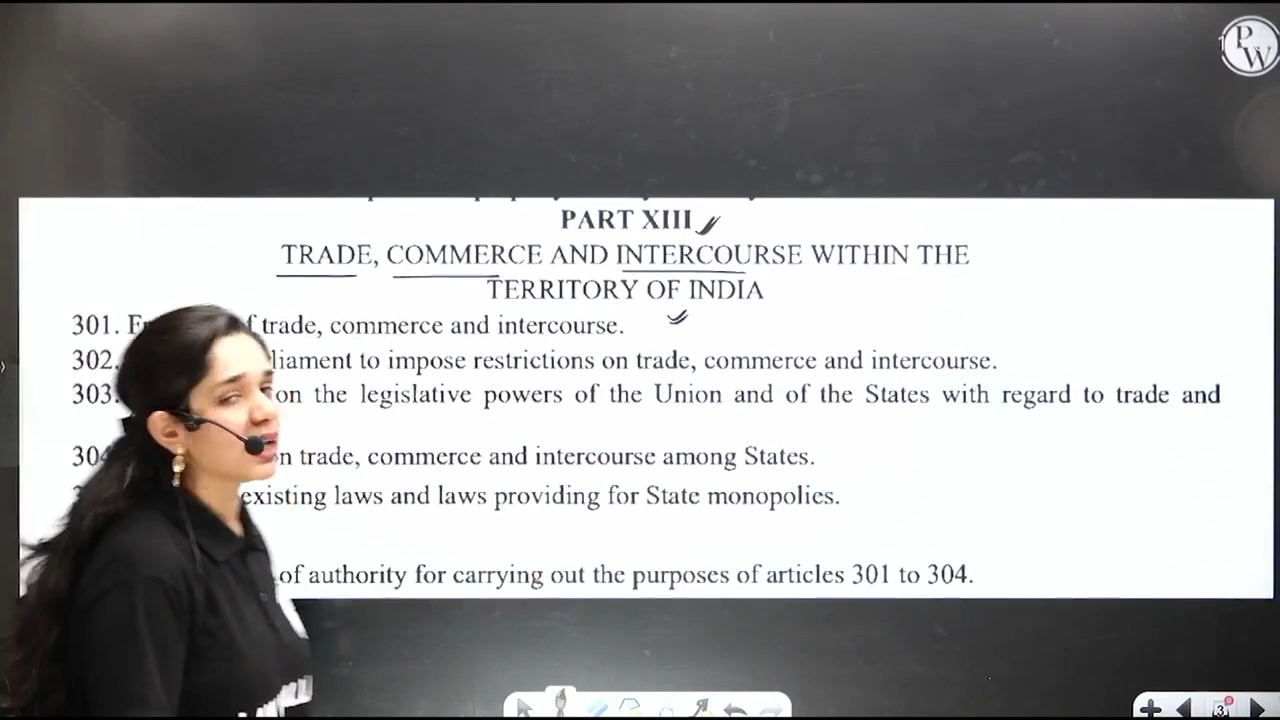 PW
PART XIII
TRADE, COMMERCE AND INTERCOURSE WITHIN THE
TERRITORY OF INDIA
301. f trade, commerce and intercourse.
302. liament to impose restrictions on trade, commerce and intercourse.
303. on the legislative powers of the Union and of the States with regard to trade and
304 n trade, commerce and intercourse among States.
existing laws and laws providing for State monopolies.
of authority for carrying out the purposes of articles 301 to 304.
3